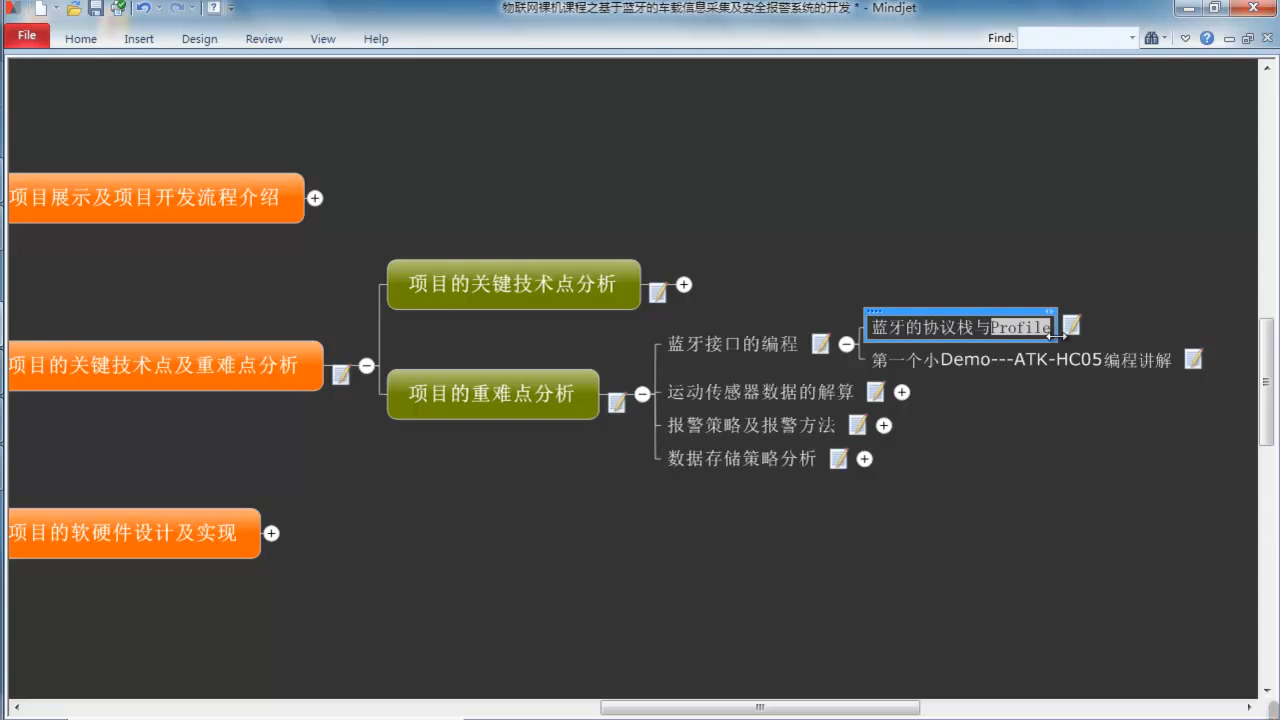 物联网裸机课程之基于蓝牙的车载信息采集及安全报警系统的开发 * - Mindjet
File Home Insert Design Review View Help Find:
项目展示及项目开发流程介绍
项目的关键技术点分析
蓝牙的协议栈与Profile
蓝牙接口的编程
第一个小Demo---ATK-HC05编程讲解
项目的关键技术点及重难点分析
项目的重难点分析
运动传感器数据的解算
报警策略及报警方法
数据存储策略分析
项目的软硬件设计及实现